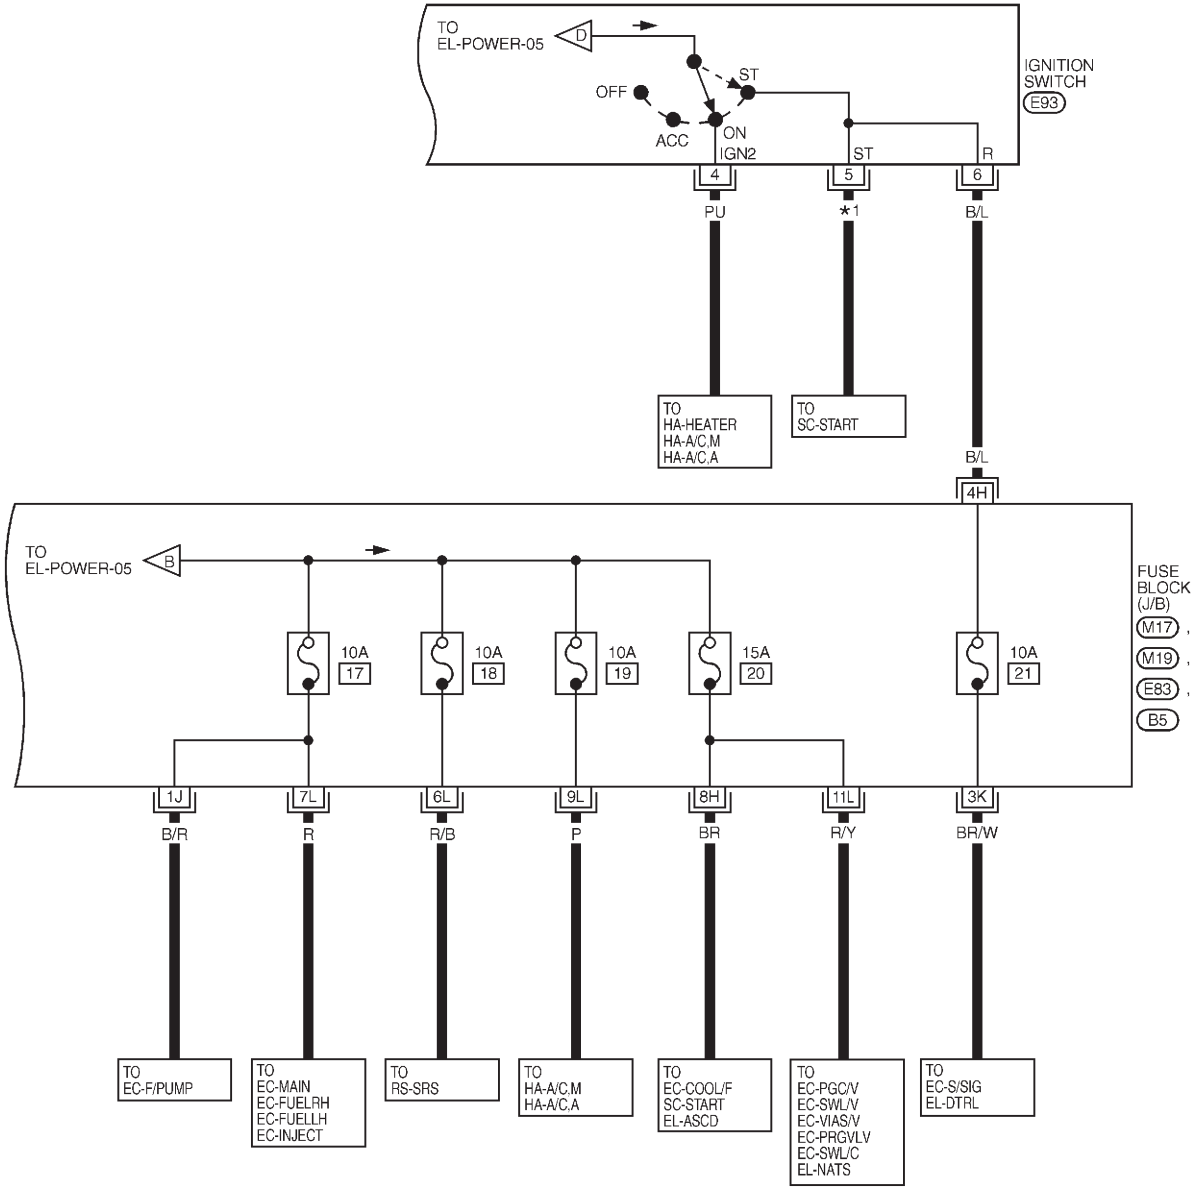 TO
EL-POWER-05
D
OFF
ACC
ST
ON
IGN2
ST
R
IGNITION
SWITCH
E93
4
5
6
PU
*1
B/L
TO
HA-HEATER
HA-A/C,M
HA-A/C,A
TO
SC-START
B/L
4H
TO
EL-POWER-05
B
10A
17
10A
18
10A
19
15A
20
10A
21
FUSE
BLOCK
(J/B)
M17 ,
M19 ,
E83 ,
B5
1J
7L
6L
9L
8H
11L
3K
B/R
R
R/B
P
BR
R/Y
BR/W
TO
EC-F/PUMP
TO
EC-MAIN
EC-FUELRH
EC-FUELLH
EC-INJECT
TO
RS-SRS
TO
HA-A/C,M
HA-A/C,A
TO
EC-COOL/F
SC-START
EL-ASCD
TO
EC-PGC/V
EC-SWL/V
EC-VIAS/V
EC-PRGVLV
EC-SWL/C
EL-NATS
TO
EC-S/SIG
EL-DTRL